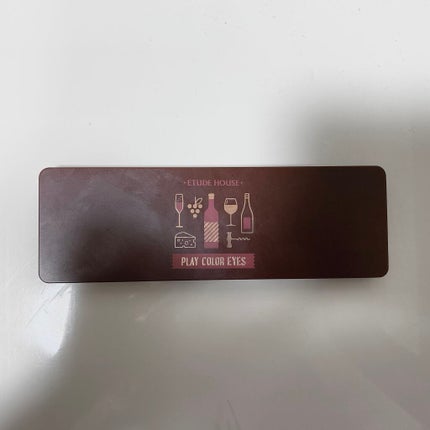 ·ETUDE HOUSE·
PLAY COLOR EYES